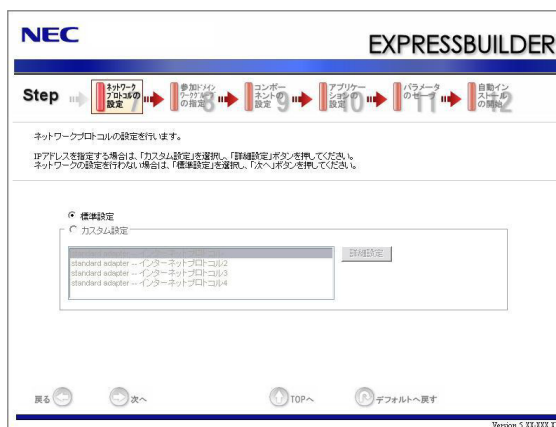 NEC
EXPRESSBUILDER
Step
ネットワークプロトコルの設定 7
参加ドメイン・ワークグループの指定 8
コンポーネントの設定 9
アプリケーションの設定 10
パラメータのセーブ 11
自動インストールの開始 12
ネットワークプロトコルの設定を行います。
IPアドレスを指定する場合は、「カスタム設定」を選択し、「詳細設定」ボタンを押してください。
ネットワークの設定を行わない場合は、「標準設定」を選択し、「次へ」ボタンを押してください。
標準設定
カスタム設定
standard adapter -- インターネットプロトコル2
standard adapter -- インターネットプロトコル3
standard adapter -- インターネットプロトコル4
詳細設定
戻る
次へ
TOPへ
デフォルトへ戻す
Version 5.XX-XXX.X